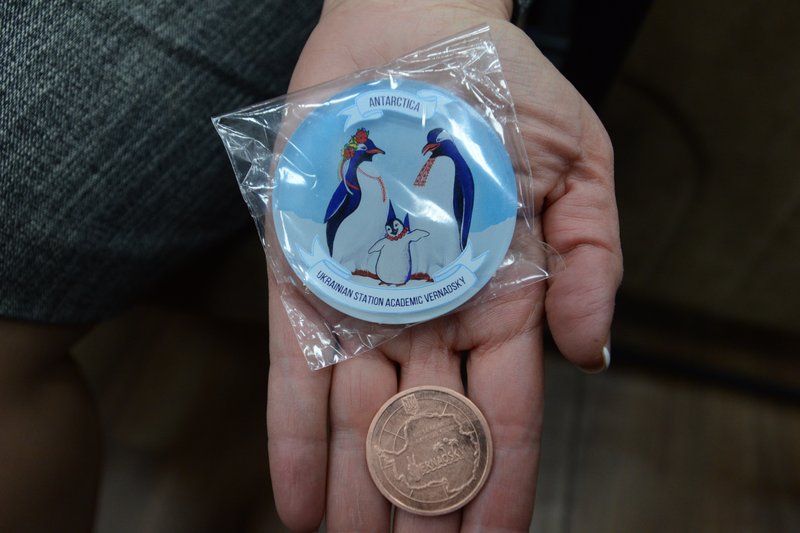 ANTARCTICA
UKRAINIAN STATION ACADEMIC VERNADSKY
VERNADSKY